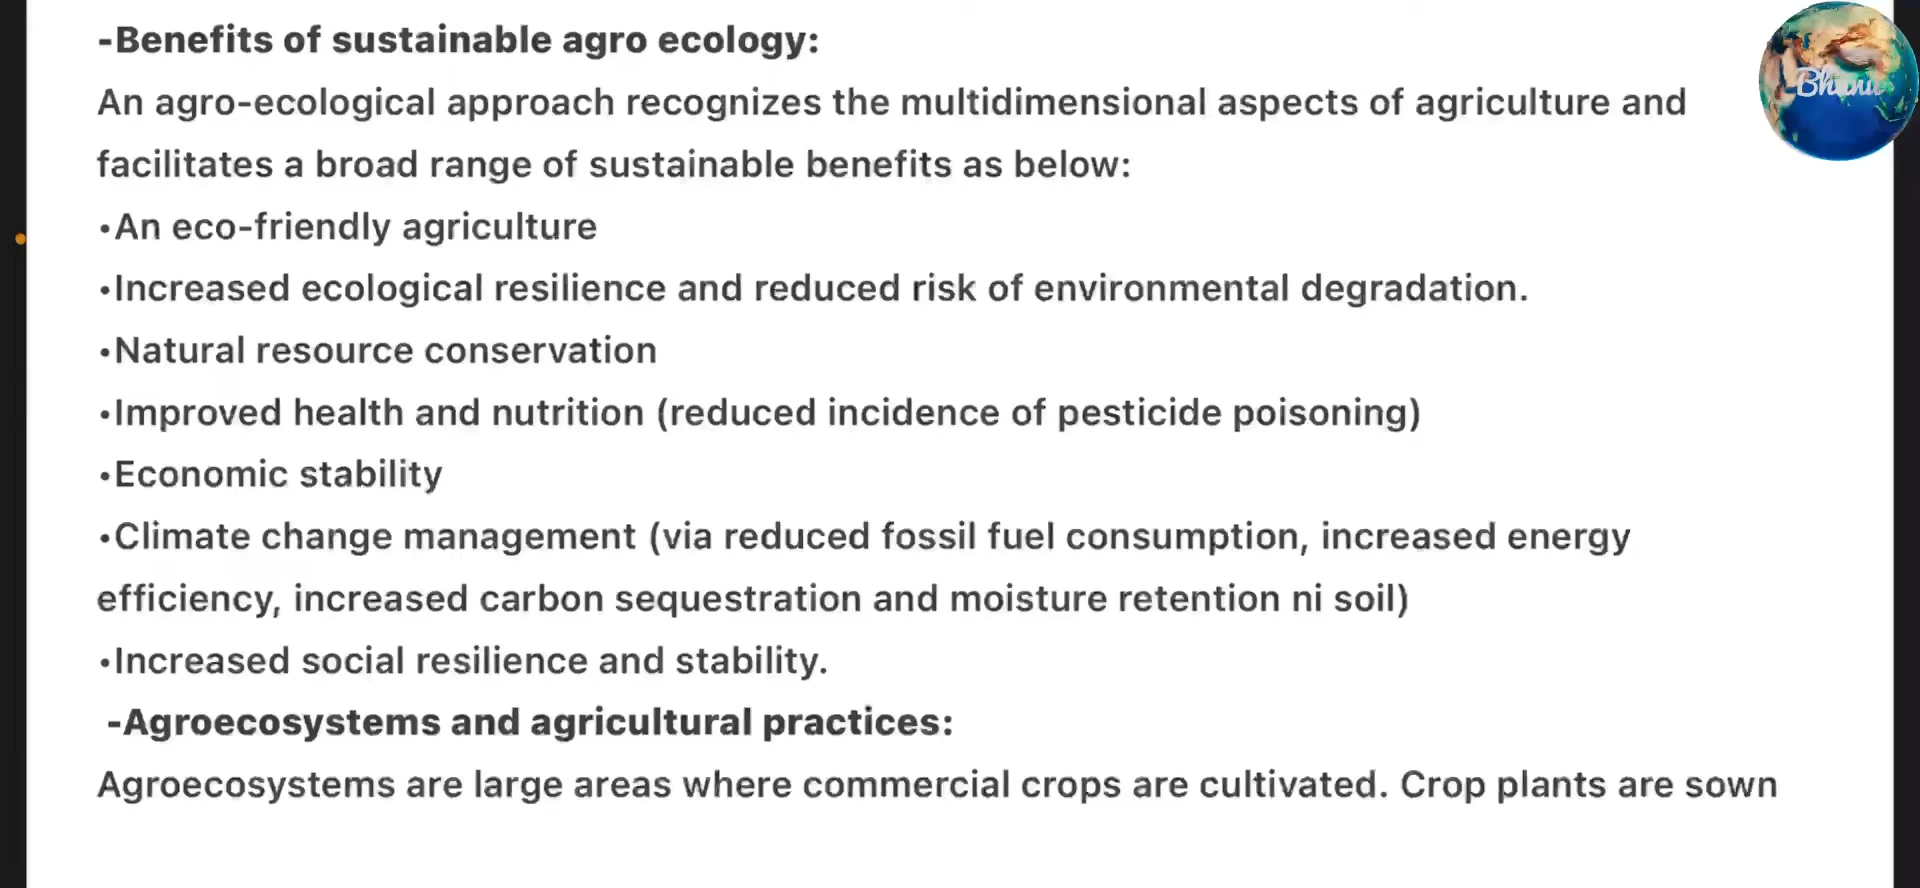 -Benefits of sustainable agro ecology:
An agro-ecological approach recognizes the multidimensional aspects of agriculture and
facilitates a broad range of sustainable benefits as below:
•An eco-friendly agriculture
•Increased ecological resilience and reduced risk of environmental degradation.
•Natural resource conservation
•Improved health and nutrition (reduced incidence of pesticide poisoning)
•Economic stability
•Climate change management (via reduced fossil fuel consumption, increased energy
efficiency, increased carbon sequestration and moisture retention ni soil)
•Increased social resilience and stability.
-Agroecosystems and agricultural practices:
Agroecosystems are large areas where commercial crops are cultivated. Crop plants are sown